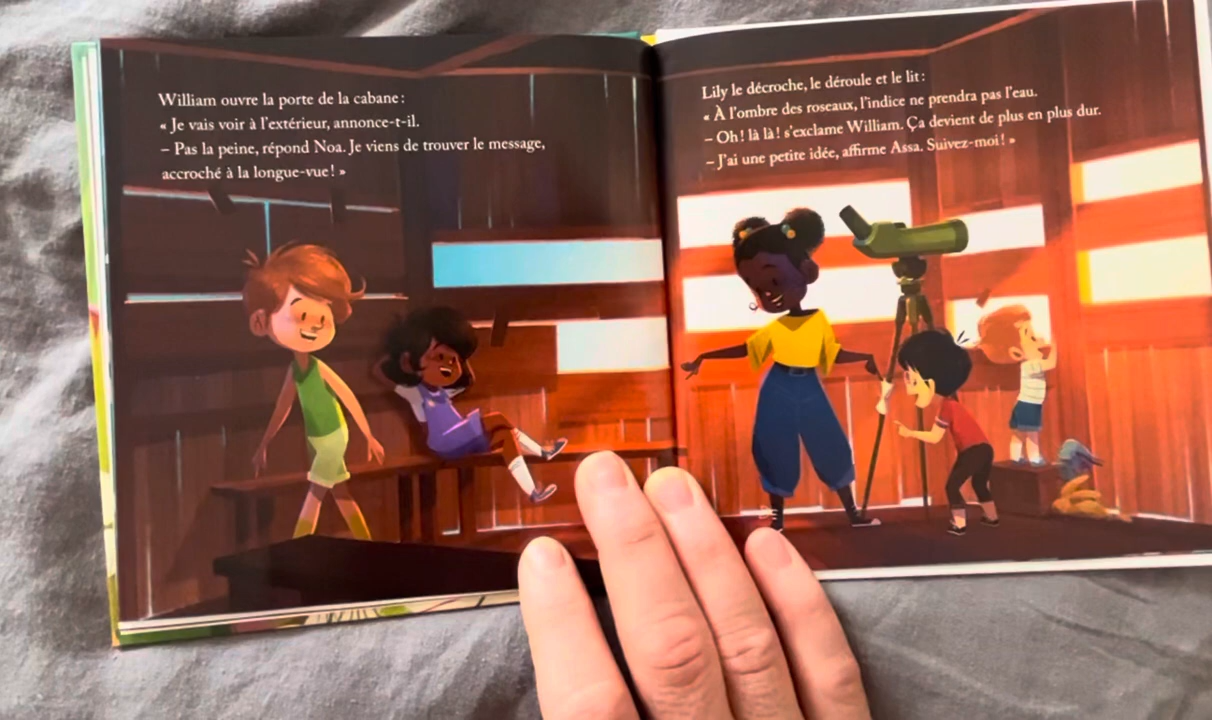 William ouvre la porte de la cabane :
« Je vais voir à l'extérieur, annonce-t-il.
– Pas la peine, répond Noa. Je viens de trouver le message,
accroché à la longue-vue ! »
Lily le décroche, le déroule et le lit :
« À l'ombre des roseaux, l'indice ne prendra pas l'eau.
– Oh ! là là ! s'exclame William. Ça devient de plus en plus dur.
– J'ai une petite idée, affirme Assa. Suivez-moi ! »